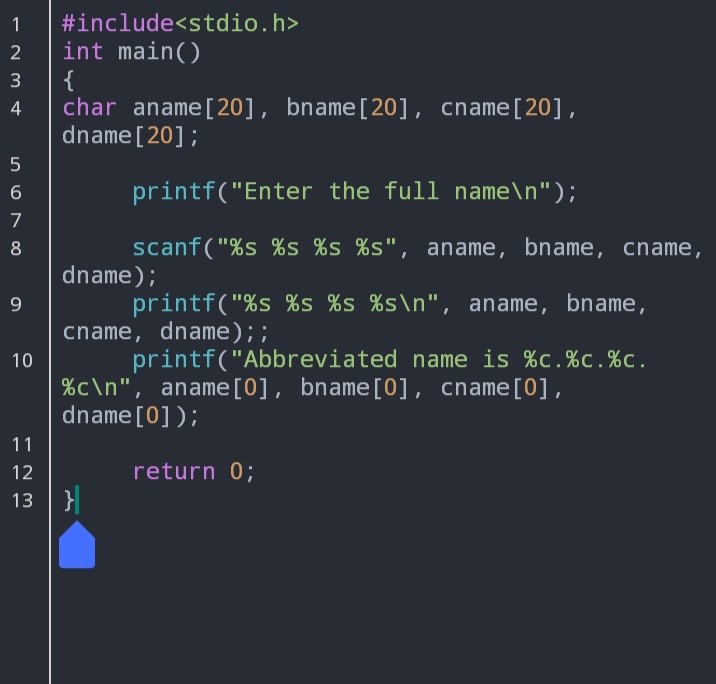 1 #include<stdio.h>
2 int main()
3 {
4 char aname[20], bname[20], cname[20],
dname[20];
5
6 printf("Enter the full name\n");
7
8 scanf("%s %s %s %s", aname, bname, cname,
dname);
9 printf("%s %s %s %s\n", aname, bname,
cname, dname);;
10 printf("Abbreviated name is %c.%c.%c.
%c\n", aname[0], bname[0], cname[0],
dname[0]);
11
12 return 0;
13 }